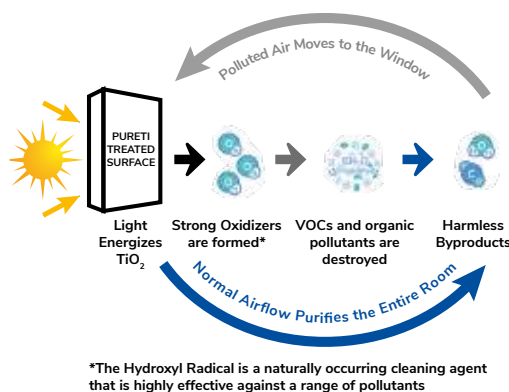 Polluted Air Moves to the Window
PURETI
TREATED
SURFACE
Light
Energizes
TiO₂
Strong Oxidizers
are formed*
VOCs and organic
pollutants are
destroyed
Harmless
Byproducts
Normal Airflow Purifies the Entire Room
*The Hydroxyl Radical is a naturally occurring cleaning agent
that is highly effective against a range of pollutants